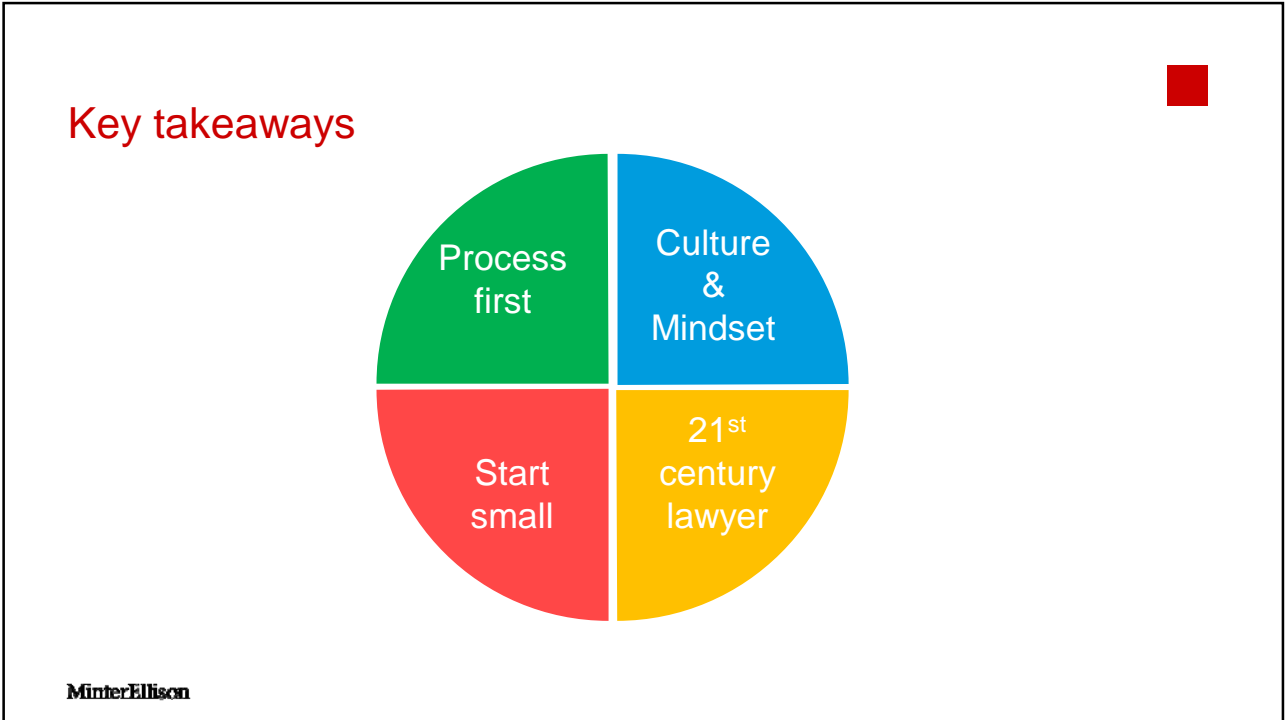 Key takeaways
Process
first
Culture
&
Mindset
Start
small
21st
century
lawyer
MinterEllison